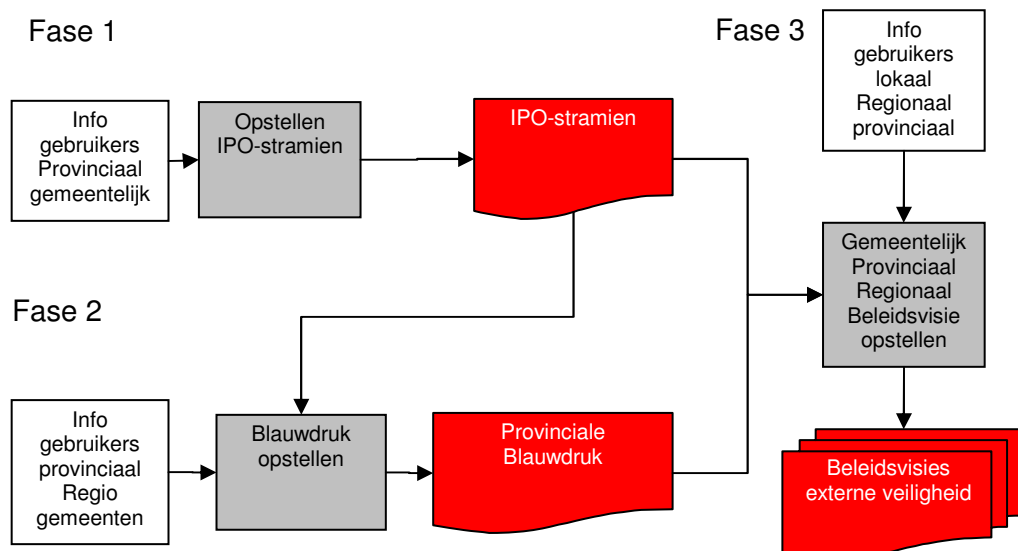 Fase 1
Info
gebruikers
Provinciaal
gemeentelijk
Opstellen
IPO-stramien
IPO-stramien
Fase 3
Info
gebruikers
lokaal
Regionaal
provinciaal
Gemeentelijk
Provinciaal
Regionaal
Beleidsvisie
opstellen
Fase 2
Info
gebruikers
provinciaal
Regio
gemeenten
Blauwdruk
opstellen
Provinciale
Blauwdruk
Beleidsvisies
externe veiligheid